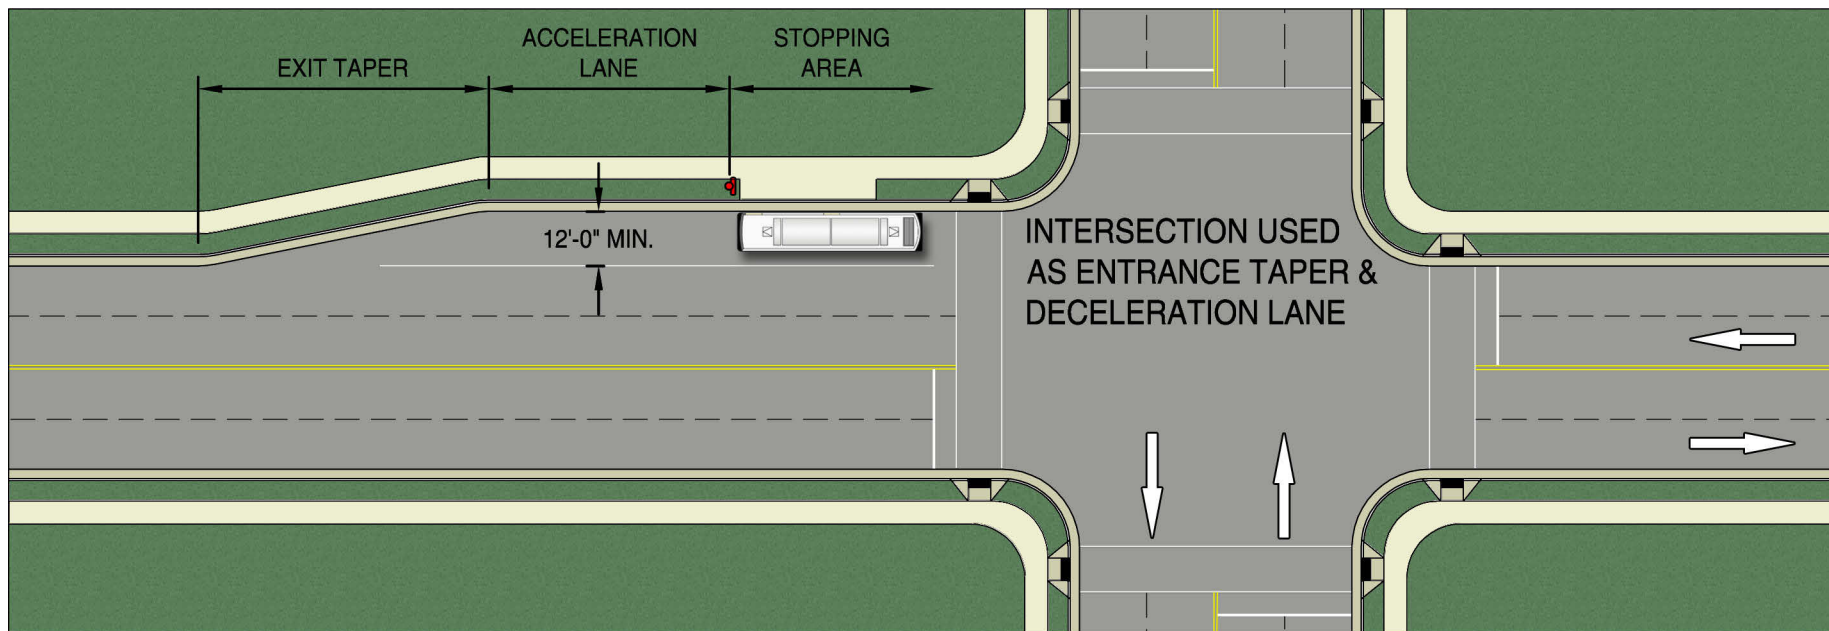 EXIT TAPER
ACCELERATION
LANE
STOPPING
AREA
12'-0" MIN.
INTERSECTION USED
AS ENTRANCE TAPER &
DECELERATION LANE